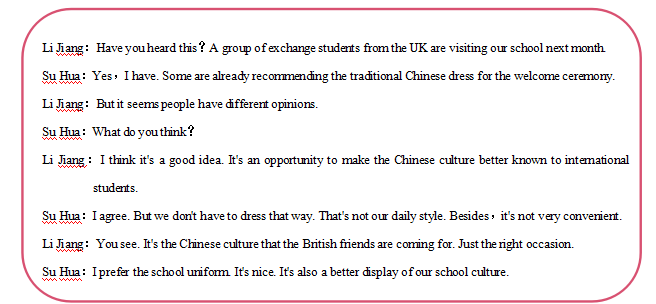 Li Jiang: Have you heard this? A group of exchange students from the UK are visiting our school next month.
Su Hua: Yes, I have. Some are already recommending the traditional Chinese dress for the welcome ceremony.
Li Jiang: But it seems people have different opinions.
Su Hua: What do you think?
Li Jiang: I think it's a good idea. It's an opportunity to make the Chinese culture better known to international
students.
Su Hua: I agree. But we don't have to dress that way. That's not our daily style. Besides, it's not very convenient.
Li Jiang: You see. It's the Chinese culture that the British friends are coming for. Just the right occasion.
Su Hua: I prefer the school uniform. It's nice. It's also a better display of our school culture.